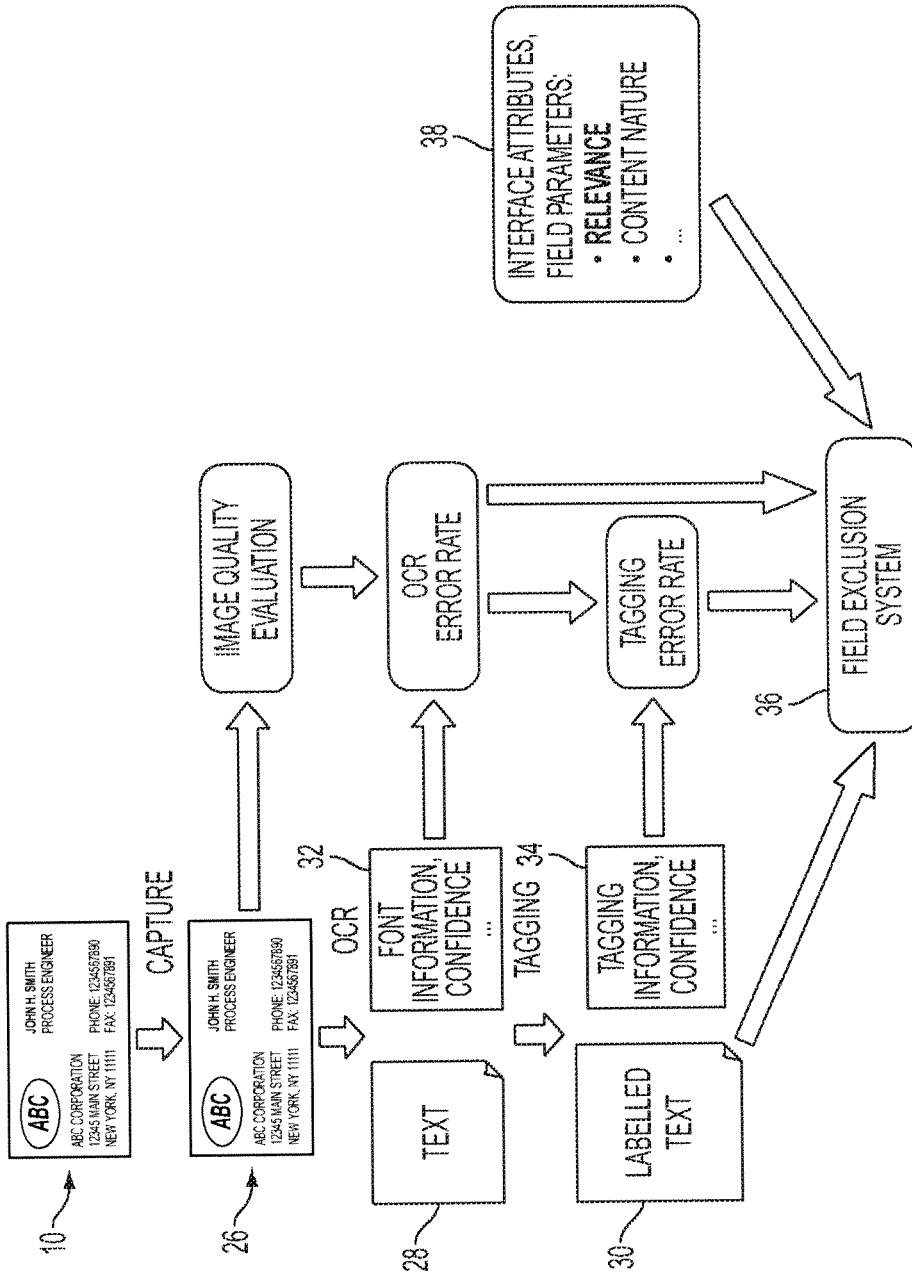 10
ABC
JOHN H. SMITH
PROCESS ENGINEER
ABC CORPORATION
12345 MAIN STREET
NEW YORK, NY 11111
PHONE: 1234567890
FAX: 1234567891
CAPTURE
26
ABC
JOHN H. SMITH
PROCESS ENGINEER
ABC CORPORATION
12345 MAIN STREET
NEW YORK, NY 11111
PHONE: 1234567890
FAX: 1234567891
IMAGE QUALITY
EVALUATION
OCR
28
TEXT
32
FONT
INFORMATION,
CONFIDENCE
...
OCR
ERROR RATE
TAGGING
30
LABELLED
TEXT
34
TAGGING
INFORMATION,
CONFIDENCE
...
TAGGING
ERROR RATE
38
INTERFACE ATTRIBUTES,
FIELD PARAMETERS:
• RELEVANCE
• CONTENT NATURE
• ...
36
FIELD EXCLUSION
SYSTEM